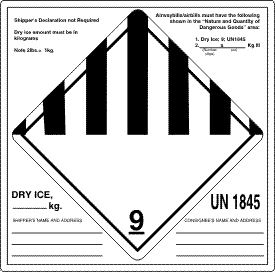 Shipper's Declaration not Required
Dry ice amount must be in
kilograms
Note 2lbs.= 1kg.
Airwaybills/airbills must have the following
shown in the "Nature and Quantity of
Dangerous Goods" area:
1. Dry Ice; 9; UN1845
2. ______ x ______ Kg III
DRY ICE,
______ kg.
UN 1845
9
SHIPPER'S NAME AND ADDRESS
CONSIGNEE'S NAME AND ADDRESS